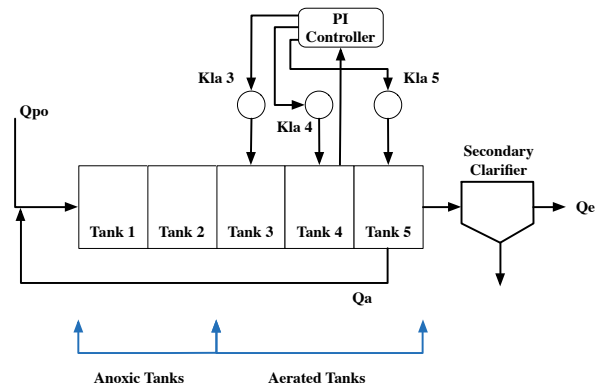 PI
Controller
Kla 3
Kla 5
Qpo
Kla 4
Secondary
Clarifier
Qe
Tank 1
Tank 2
Tank 3
Tank 4
Tank 5
Qa
Anoxic Tanks
Aerated Tanks